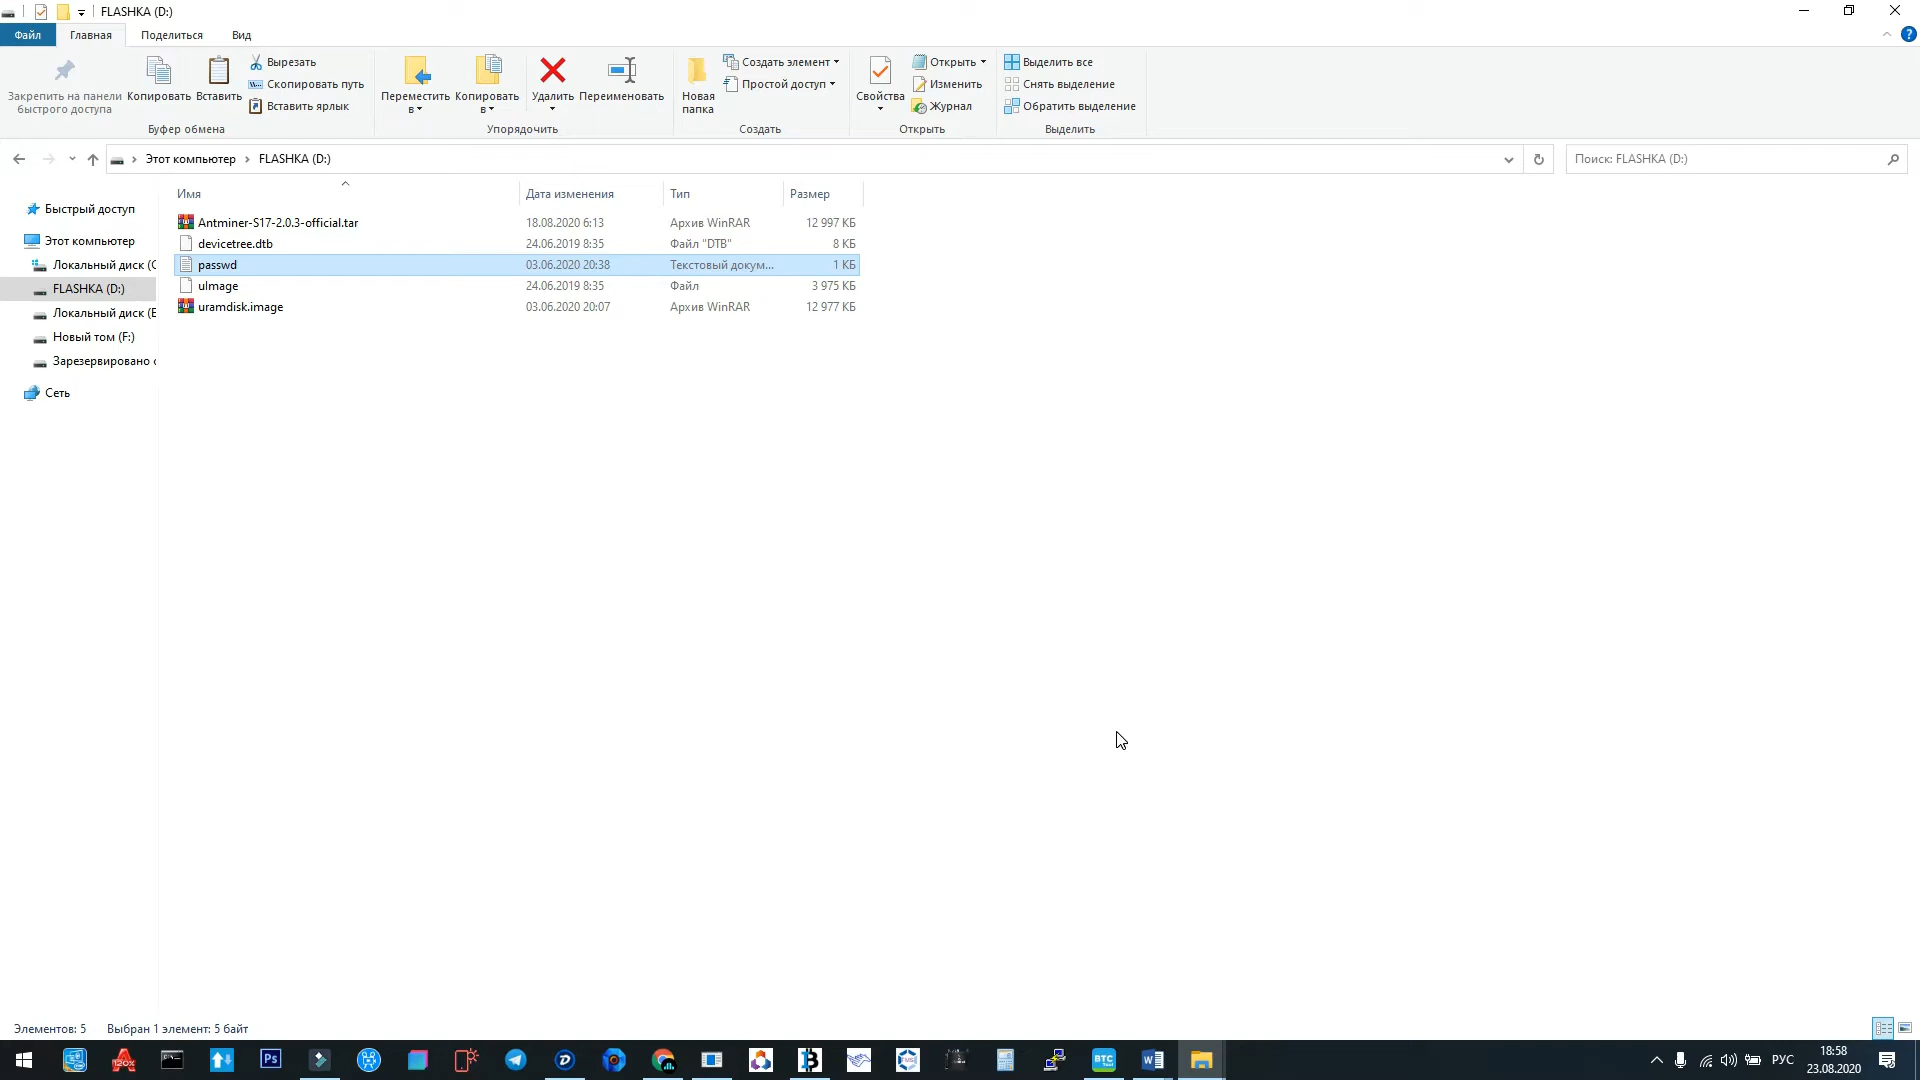 FLASHKA (D:)
Файл
Главная
Поделиться
Вид
Закрепить на панели
быстрого доступа
Копировать
Вставить
Вырезать
Скопировать путь
Вставить ярлык
Буфер обмена
Переместить
в
Копировать
в
Удалить
Переименовать
Упорядочить
Новая
папка
Создать элемент
Простой доступ
Создать
Свойства
Открыть
Изменить
Журнал
Открыть
Выделить все
Снять выделение
Обратить выделение
Выделить
Этот компьютер > FLASHKA (D:)
Поиск: FLASHKA (D:)
Имя Дата изменения Тип Размер
Antminer-S17-2.0.3-official.tar 18.08.2020 6:13 Архив WinRAR 12 997 КБ
devicetree.dtb 24.06.2019 8:35 Файл "DTB" 8 КБ
passwd 03.06.2020 20:38 Текстовый докум... 1 КБ
uImage 24.06.2019 8:35 Файл 3 975 КБ
uramdisk.image 03.06.2020 20:07 Архив WinRAR 12 977 КБ
Быстрый доступ
Этот компьютер
Локальный диск (C
FLASHKA (D:)
Локальный диск (E
Новый том (F:)
Зарезервировано с
Сеть
Элементов: 5 Выбран 1 элемент: 5 байт
Ps
BTC
РУС
18:58
23.08.2020